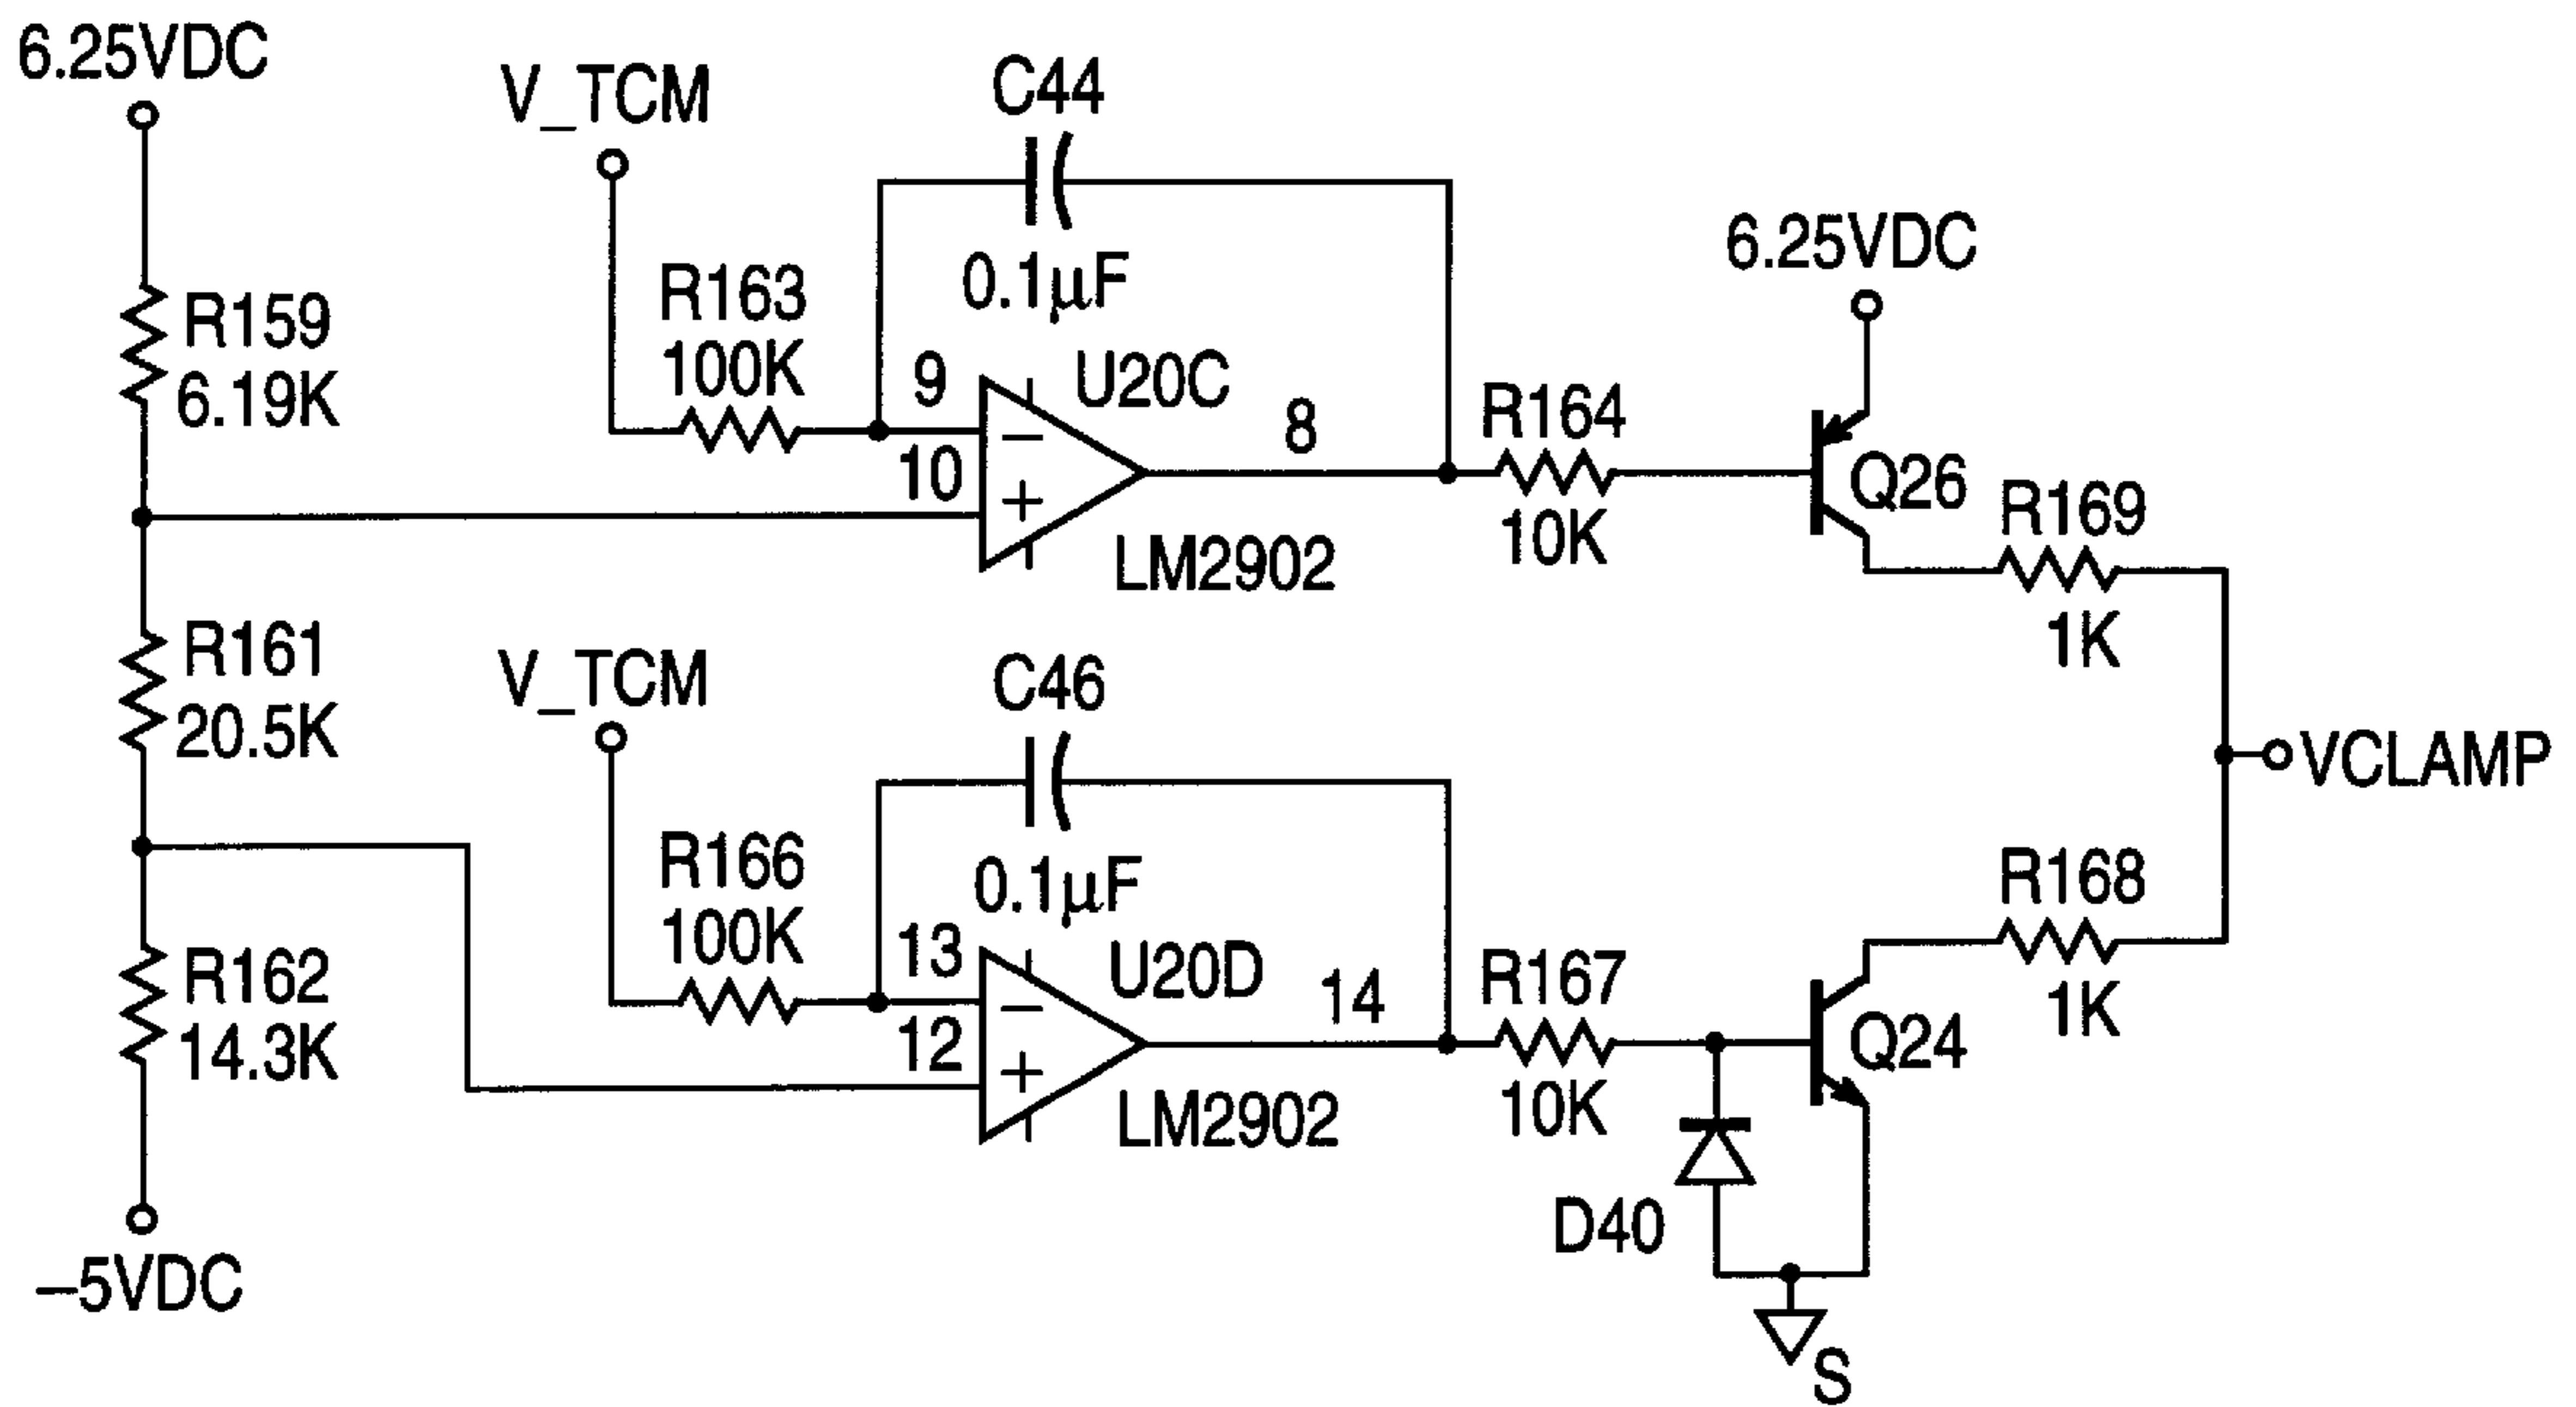 6.25VDC
R159
6.19K
R161
20.5K
R162
14.3K
–5VDC
V_TCM
R163
100K
C44
0.1µF
9
10
–
+
U20C
LM2902
8
R164
10K
6.25VDC
Q26
R169
1K
V_TCM
R166
100K
C46
0.1µF
13
12
–
+
U20D
LM2902
14
R167
10K
D40
Q24
R168
1K
VCLAMP
S